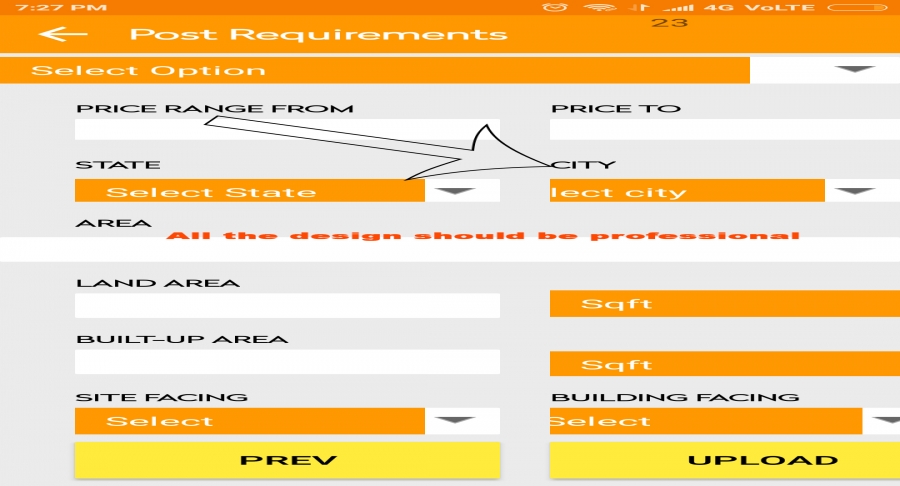 7:27 PM 4G VoLTE
23
Post Requirements
Select Option
PRICE RANGE FROM PRICE TO
STATE CITY
Select State lect city
AREA
All the design should be professional
LAND AREA
Sqft
BUILT-UP AREA
Sqft
SITE FACING BUILDING FACING
Select Select
PREV UPLOAD